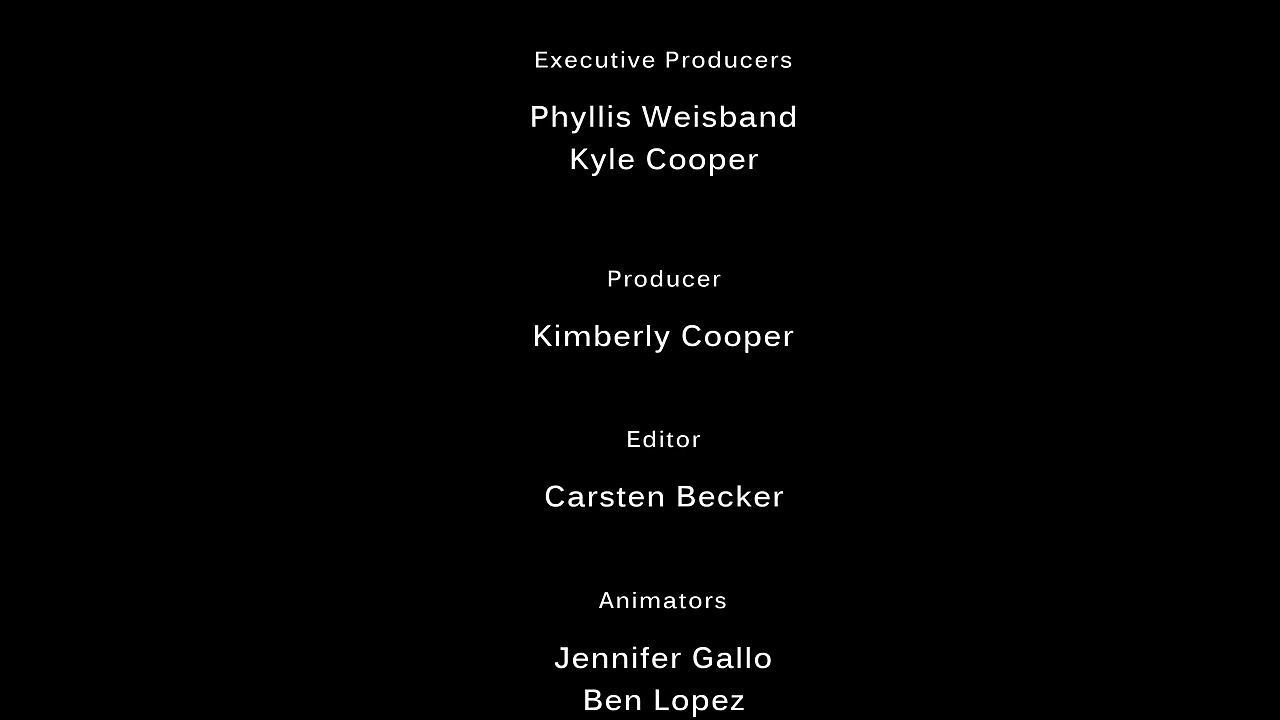 Executive Producers
Phyllis Weisband
Kyle Cooper
Producer
Kimberly Cooper
Editor
Carsten Becker
Animators
Jennifer Gallo
Ben Lopez